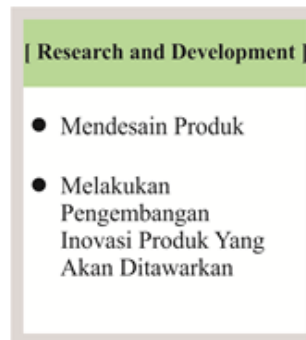 [ Research and Development ]
● Mendesain Produk
● Melakukan
Pengembangan
Inovasi Produk Yang
Akan Ditawarkan